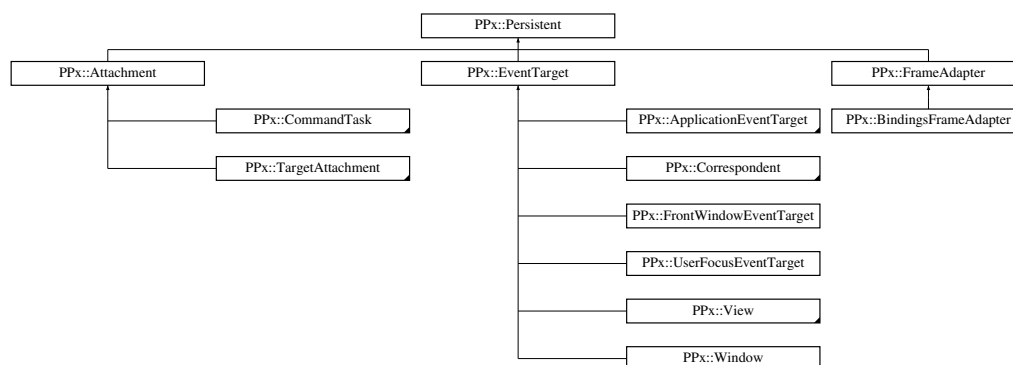 PPx::Persistent
PPx::Attachment
PPx::EventTarget
PPx::FrameAdapter
PPx::CommandTask
PPx::ApplicationEventTarget
PPx::BindingsFrameAdapter
PPx::TargetAttachment
PPx::Correspondent
PPx::FrontWindowEventTarget
PPx::UserFocusEventTarget
PPx::View
PPx::Window